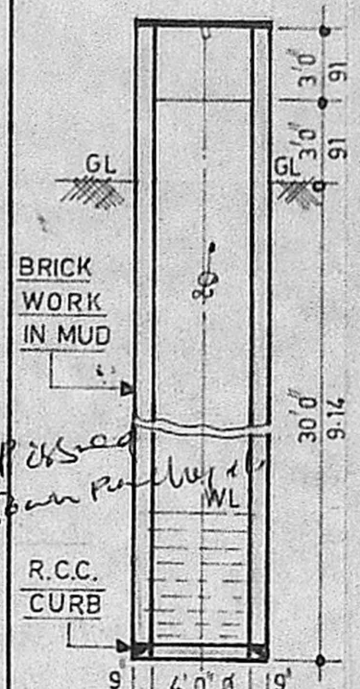 3'0"
91
3'0"
91
GL
GL
BRICK
WORK
IN MUD
30'0"
9·14
WL
R.C.C.
CURB
9"
4'0"
9"